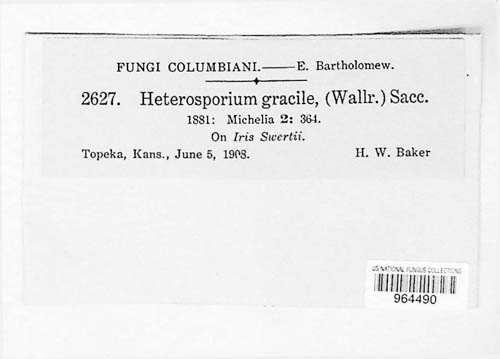 FUNGI COLUMBIANI.——E. Bartholomew.
2627. Heterosporium gracile, (Wallr.) Sacc.
1881: Michelia 2: 364.
On Iris Swertii.
Topeka, Kans., June 5, 1908. H. W. Baker
US NATIONAL FUNGUS COLLECTIONS
964490